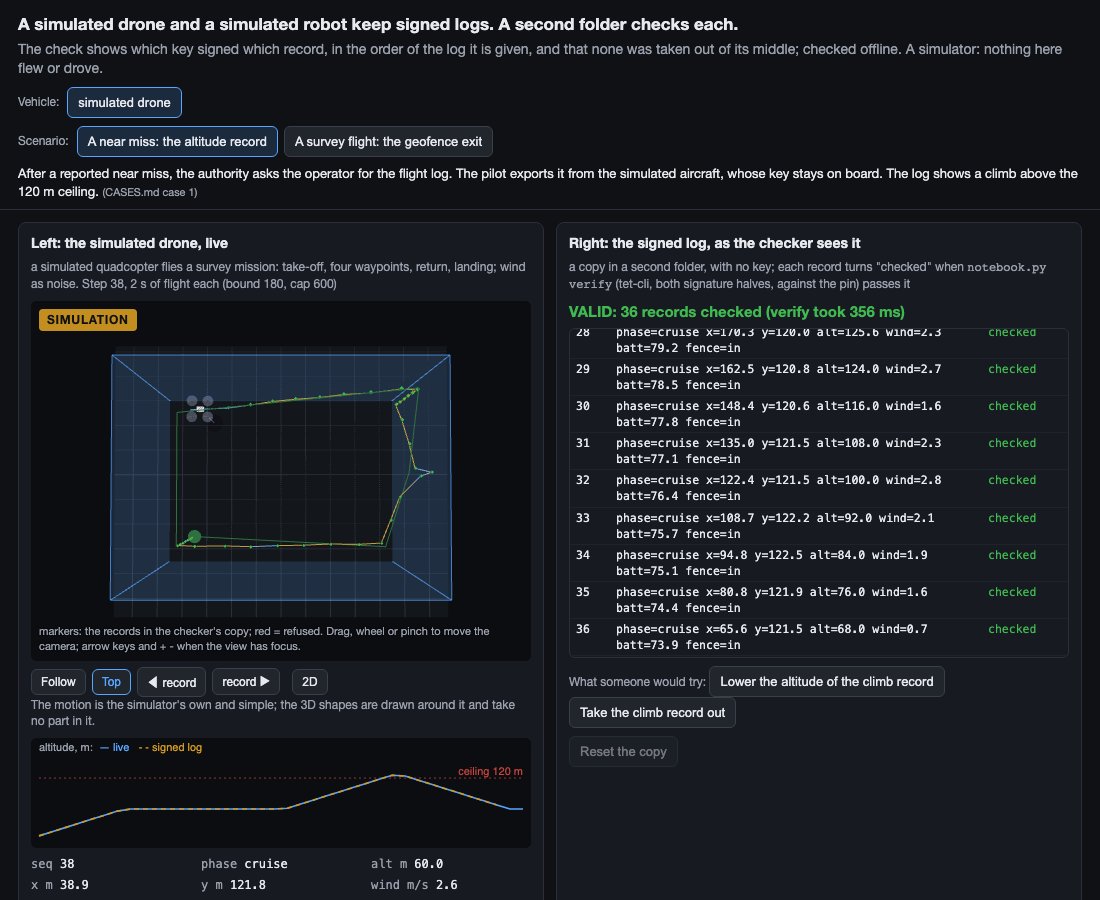 A simulated drone and a simulated robot keep signed logs. A second folder checks each.
The check shows which key signed which record, in the order of the log it is given, and that none was taken out of its middle; checked offline. A simulator: nothing here
flew or drove.
Vehicle: simulated drone
Scenario: A near miss: the altitude record A survey flight: the geofence exit
After a reported near miss, the authority asks the operator for the flight log. The pilot exports it from the simulated aircraft, whose key stays on board. The log shows a climb above the
120 m ceiling. (CASES.md case 1)
Left: the simulated drone, live
a simulated quadcopter flies a survey mission: take-off, four waypoints, return, landing; wind
as noise. Step 38, 2 s of flight each (bound 180, cap 600)
SIMULATION
markers: the records in the checker's copy; red = refused. Drag, wheel or pinch to move the
camera; arrow keys and + - when the view has focus.
Follow Top ◀ record record ▶ 2D
The motion is the simulator's own and simple; the 3D shapes are drawn around it and take
no part in it.
altitude, m: — live - - signed log
ceiling 120 m
seq 38 phase cruise alt m 60.0
x m 38.9 y m 121.8 wind m/s 2.6
Right: the signed log, as the checker sees it
a copy in a second folder, with no key; each record turns "checked" when notebook.py
verify (tet-cli, both signature halves, against the pin) passes it
VALID: 36 records checked (verify took 356 ms)
28 phase=cruise x=170.3 y=120.0 alt=125.6 wind=2.3 checked
batt=79.2 fence=in
29 phase=cruise x=162.5 y=120.8 alt=124.0 wind=2.7 checked
batt=78.5 fence=in
30 phase=cruise x=148.4 y=120.6 alt=116.0 wind=1.6 checked
batt=77.8 fence=in
31 phase=cruise x=135.0 y=121.5 alt=108.0 wind=2.3 checked
batt=77.1 fence=in
32 phase=cruise x=122.4 y=121.5 alt=100.0 wind=2.8 checked
batt=76.4 fence=in
33 phase=cruise x=108.7 y=122.2 alt=92.0 wind=2.1 checked
batt=75.7 fence=in
34 phase=cruise x=94.8 y=122.5 alt=84.0 wind=1.9 checked
batt=75.1 fence=in
35 phase=cruise x=80.8 y=121.9 alt=76.0 wind=1.6 checked
batt=74.4 fence=in
36 phase=cruise x=65.6 y=121.5 alt=68.0 wind=0.7 checked
batt=73.9 fence=in
What someone would try: Lower the altitude of the climb record
Take the climb record out
Reset the copy